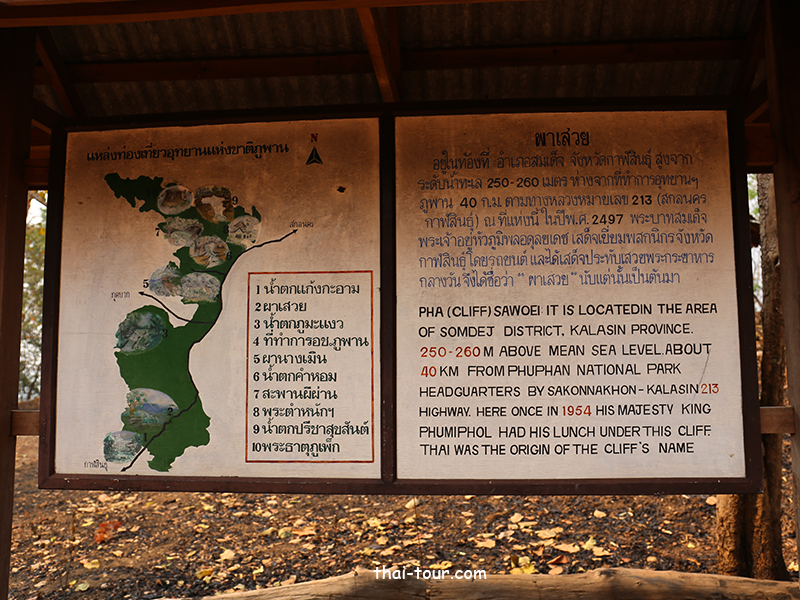 แหล่งท่องเที่ยวอุทยานแห่งชาติภูพาน
N
สกลนคร
กุดบาก
5
9
2
กาฬสินธุ์
1 น้ำตกแก้งกะอาม
2 ผาเสวย
3 น้ำตกภูมะแงว
4 ที่ทำการอช.ภูพาน
5 ผานางเมิน
6 น้ำตกคำหอม
7 สะพานผีผ่าน
8 พระตำหนักฯ
9 น้ำตกปรีชาสุขสันต์
10 พระธาตุภูเพ็ก
ผาเสวย
อยู่ในท้องที่ อำเภอสมเด็จ จังหวัดกาฬสินธุ์ สูงจาก
ระดับน้ำทะเล 250-260 เมตร ห่างจากที่ทำการอุทยานฯ
ภูพาน 40 ก.ม. ตามทางหลวงหมายเลข 213 (สกลนคร
กาฬสินธุ์) ณ ที่แห่งนี้ ในปีพ.ศ. 2497 พระบาทสมเด็จ
พระเจ้าอยู่หัวภูมิพลอดุลยเดช เสด็จเยี่ยมพสกนิกรจังหวัด
กาฬสินธุ์ โดยรถยนต์ และได้เสด็จประทับเสวยพระกระยาหาร
กลางวัน จึงได้ชื่อว่า "ผาเสวย" นับแต่นั้นเป็นต้นมา
PHA (CLIFF) SAWOEI: IT IS LOCATEDIN THE AREA
OF SOMDEJ DISTRICT, KALASIN PROVINCE.
250-260 M ABOVE MEAN SEA LEVEL. ABOUT
40 KM FROM PHUPHAN NATIONAL PARK
HEADGUARTERS BY SAKONNAKHON - KALASIN 213
HIGHWAY. HERE ONCE IN 1954 HIS MAJESTY KING
PHUMIPHOL HAD HIS LUNCH UNDER THIS CLIFF.
THAI WAS THE ORIGIN OF THE CLIFF'S NAME
thai-tour.com